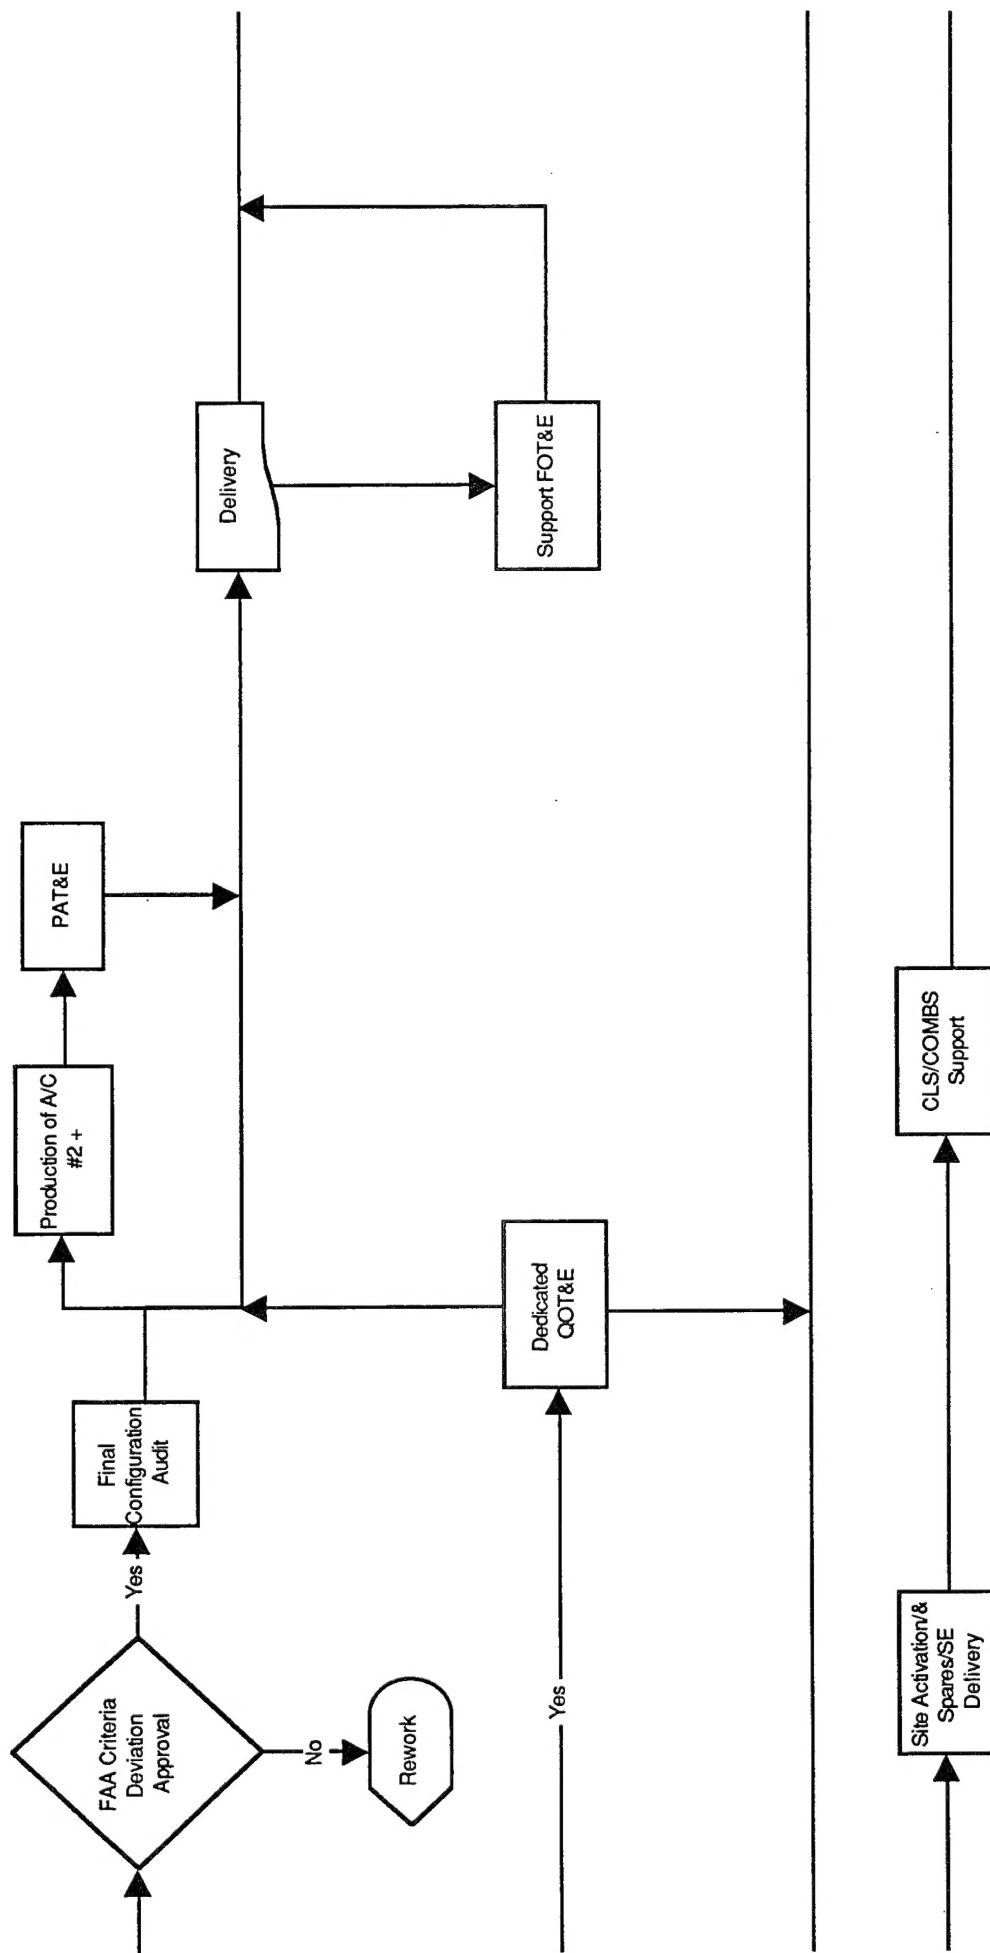 FAA Criteria
Deviation
Approval
Yes
No
Rework
Final
Configuration
Audit
Production of A/C
#2 +
PAT&E
Delivery
Support FOT&E
Yes
Dedicated
QOT&E
Site Activation/&
Spares/SE
Delivery
CLS/COMBS
Support